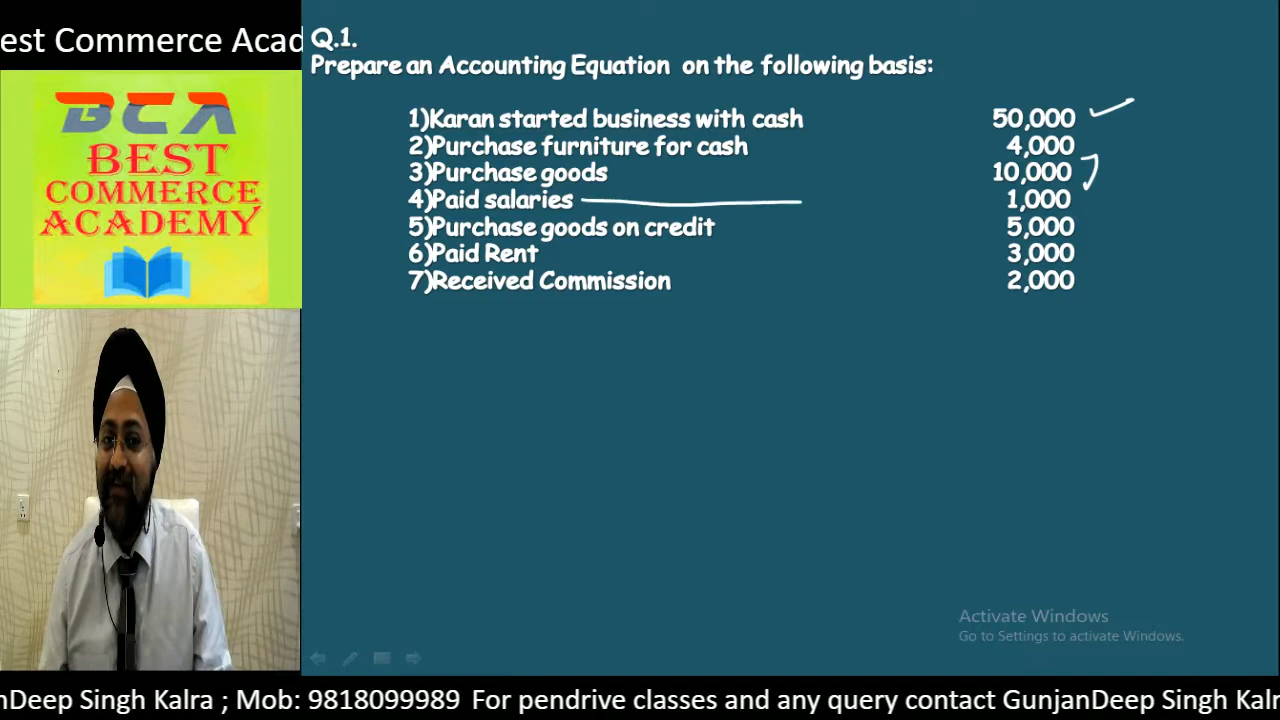 est Commerce Acad
BCA
BEST
COMMERCE
ACADEMY
Q.1.
Prepare an Accounting Equation on the following basis:
1)Karan started business with cash 50,000
2)Purchase furniture for cash 4,000
3)Purchase goods 10,000
4)Paid salaries 1,000
5)Purchase goods on credit 5,000
6)Paid Rent 3,000
7)Received Commission 2,000
Activate Windows
Go to Settings to activate Windows.
nDeep Singh Kalra ; Mob: 9818099989 For pendrive classes and any query contact GunjanDeep Singh Kalr